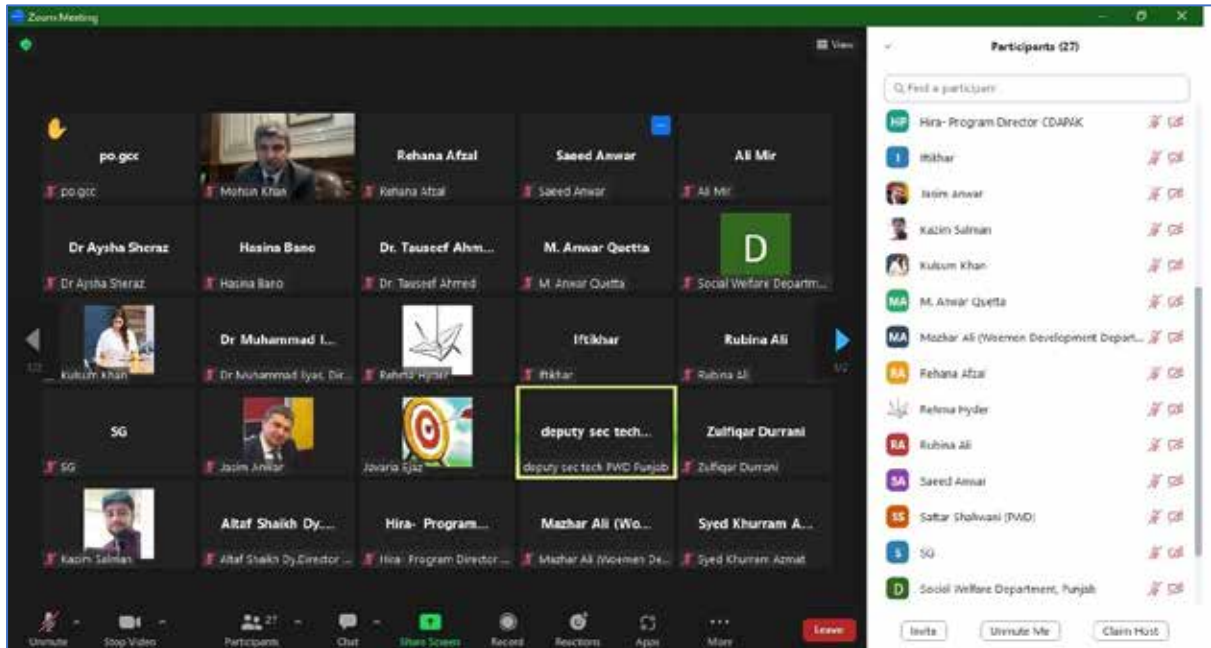 Zoom Meeting
View
po.gcc
Rehana Afzal
Saeed Anwar
Ali Mir
po.gcc
Mohsin Khan
Rehana Afzal
Saeed Anwar
Ali Mir
Dr Aysha Sheraz
Hasina Bano
Dr. Tauseef Ahm...
M. Anwar Quetta
D
Dr Aysha Sheraz
Hasina Bano
Dr. Tauseef Ahmed
M. Anwar Quetta
Social Welfare Departm...
Dr Muhammad I...
Iftikhar
Rubina Ali
Kulsum Khan
Dr Muhammad Ilyas, Dir...
Rehma Hyder
Iftikhar
Rubina Ali
SG
deputy sec tech...
Zulfiqar Durrani
SG
Jasim Anwar
Javaria Ejaz
deputy sec tech PWD Punjab
Zulfiqar Durrani
Altaf Shaikh Dy....
Hira- Program...
Mazhar Ali (Wo...
Syed Khurram A...
Kazim Salman
Altaf Shaikh Dy.Director ...
Hira- Program Director ...
Mazhar Ali (Woemen De...
Syed Khurram Azmat
Unmute
Stop Video
Participants
27
Chat
Share Screen
Record
Reactions
Apps
More
Leave
Participants (27)
Find a participant
HP Hira- Program Director CDAPAK
I Iftikhar
Jasim Anwar
Kazim Salman
Kulsum Khan
MA M. Anwar Quetta
MA Mazhar Ali (Woemen Development Depart...
RA Rehana Afzal
Rehma Hyder
RA Rubina Ali
SA Saeed Anwar
SS Sattar Shahwani (PWD)
S SG
D Social Welfare Department, Punjab
Invite
Unmute Me
Claim Host